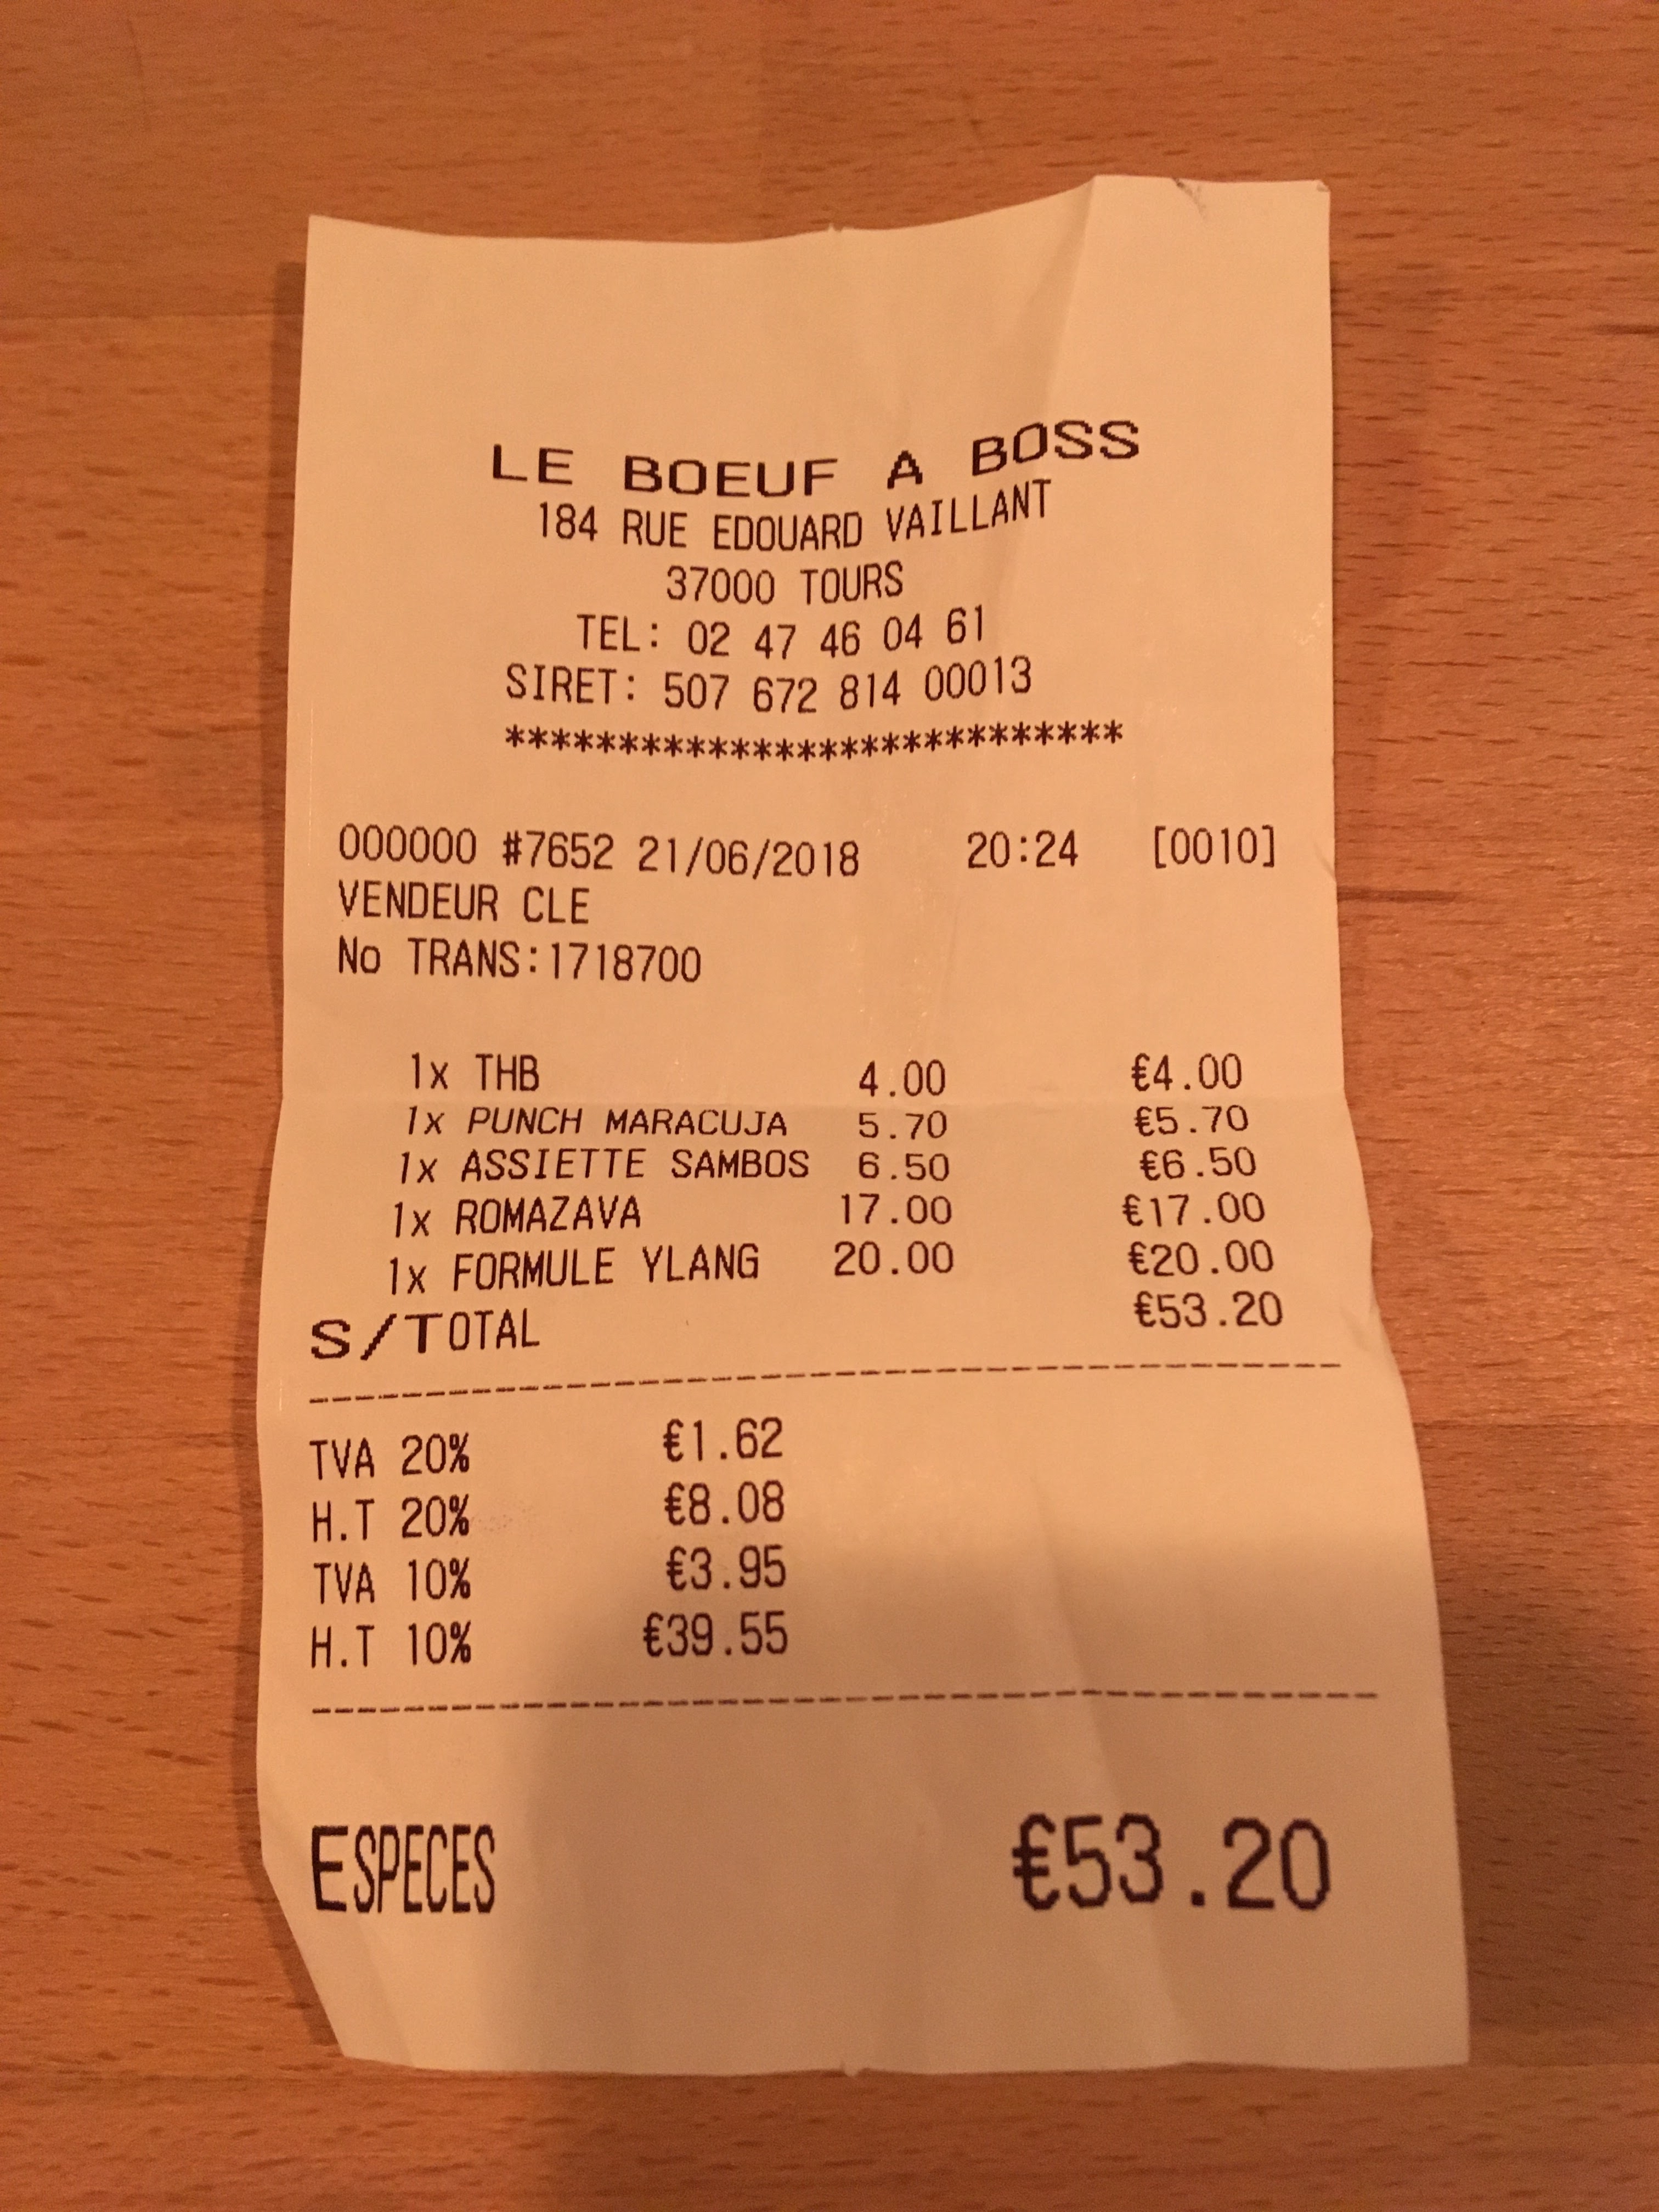 LE BOEUF A BOSS
184 RUE EDOUARD VAILLANT
37000 TOURS
TEL: 02 47 46 04 61
SIRET: 507 672 814 00013
****************************
000000 #7652 21/06/2018 20:24 [0010]
VENDEUR CLE
No TRANS:1718700
1x THB 4.00 €4.00
1x PUNCH MARACUJA 5.70 €5.70
1x ASSIETTE SAMBOS 6.50 €6.50
1x ROMAZAVA 17.00 €17.00
1x FORMULE YLANG 20.00 €20.00
S/TOTAL €53.20
TVA 20% €1.62
H.T 20% €8.08
TVA 10% €3.95
H.T 10% €39.55
ESPECES €53.20